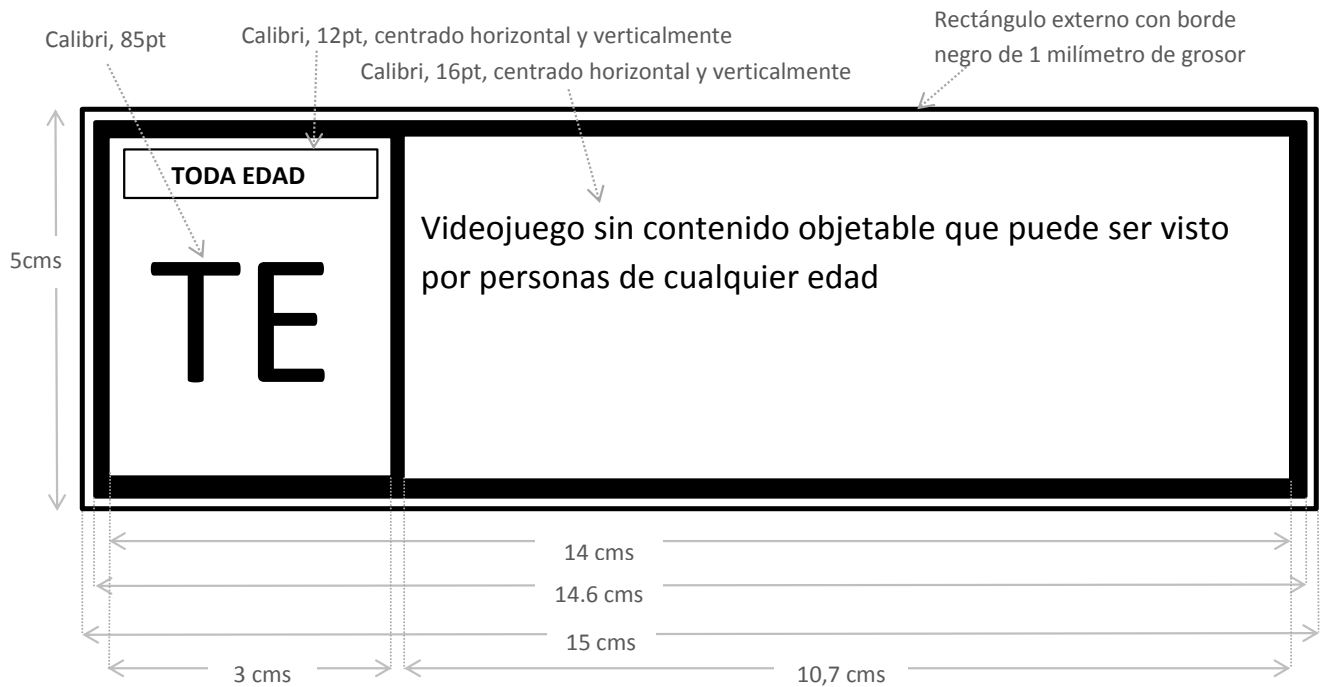 Calibri, 85pt
Calibri, 12pt, centrado horizontal y verticalmente
Calibri, 16pt, centrado horizontal y verticalmente
Rectángulo externo con borde
negro de 1 milímetro de grosor
TODA EDAD
TE
Videojuego sin contenido objetable que puede ser visto
por personas de cualquier edad
5cms
14 cms
14.6 cms
15 cms
3 cms
10,7 cms